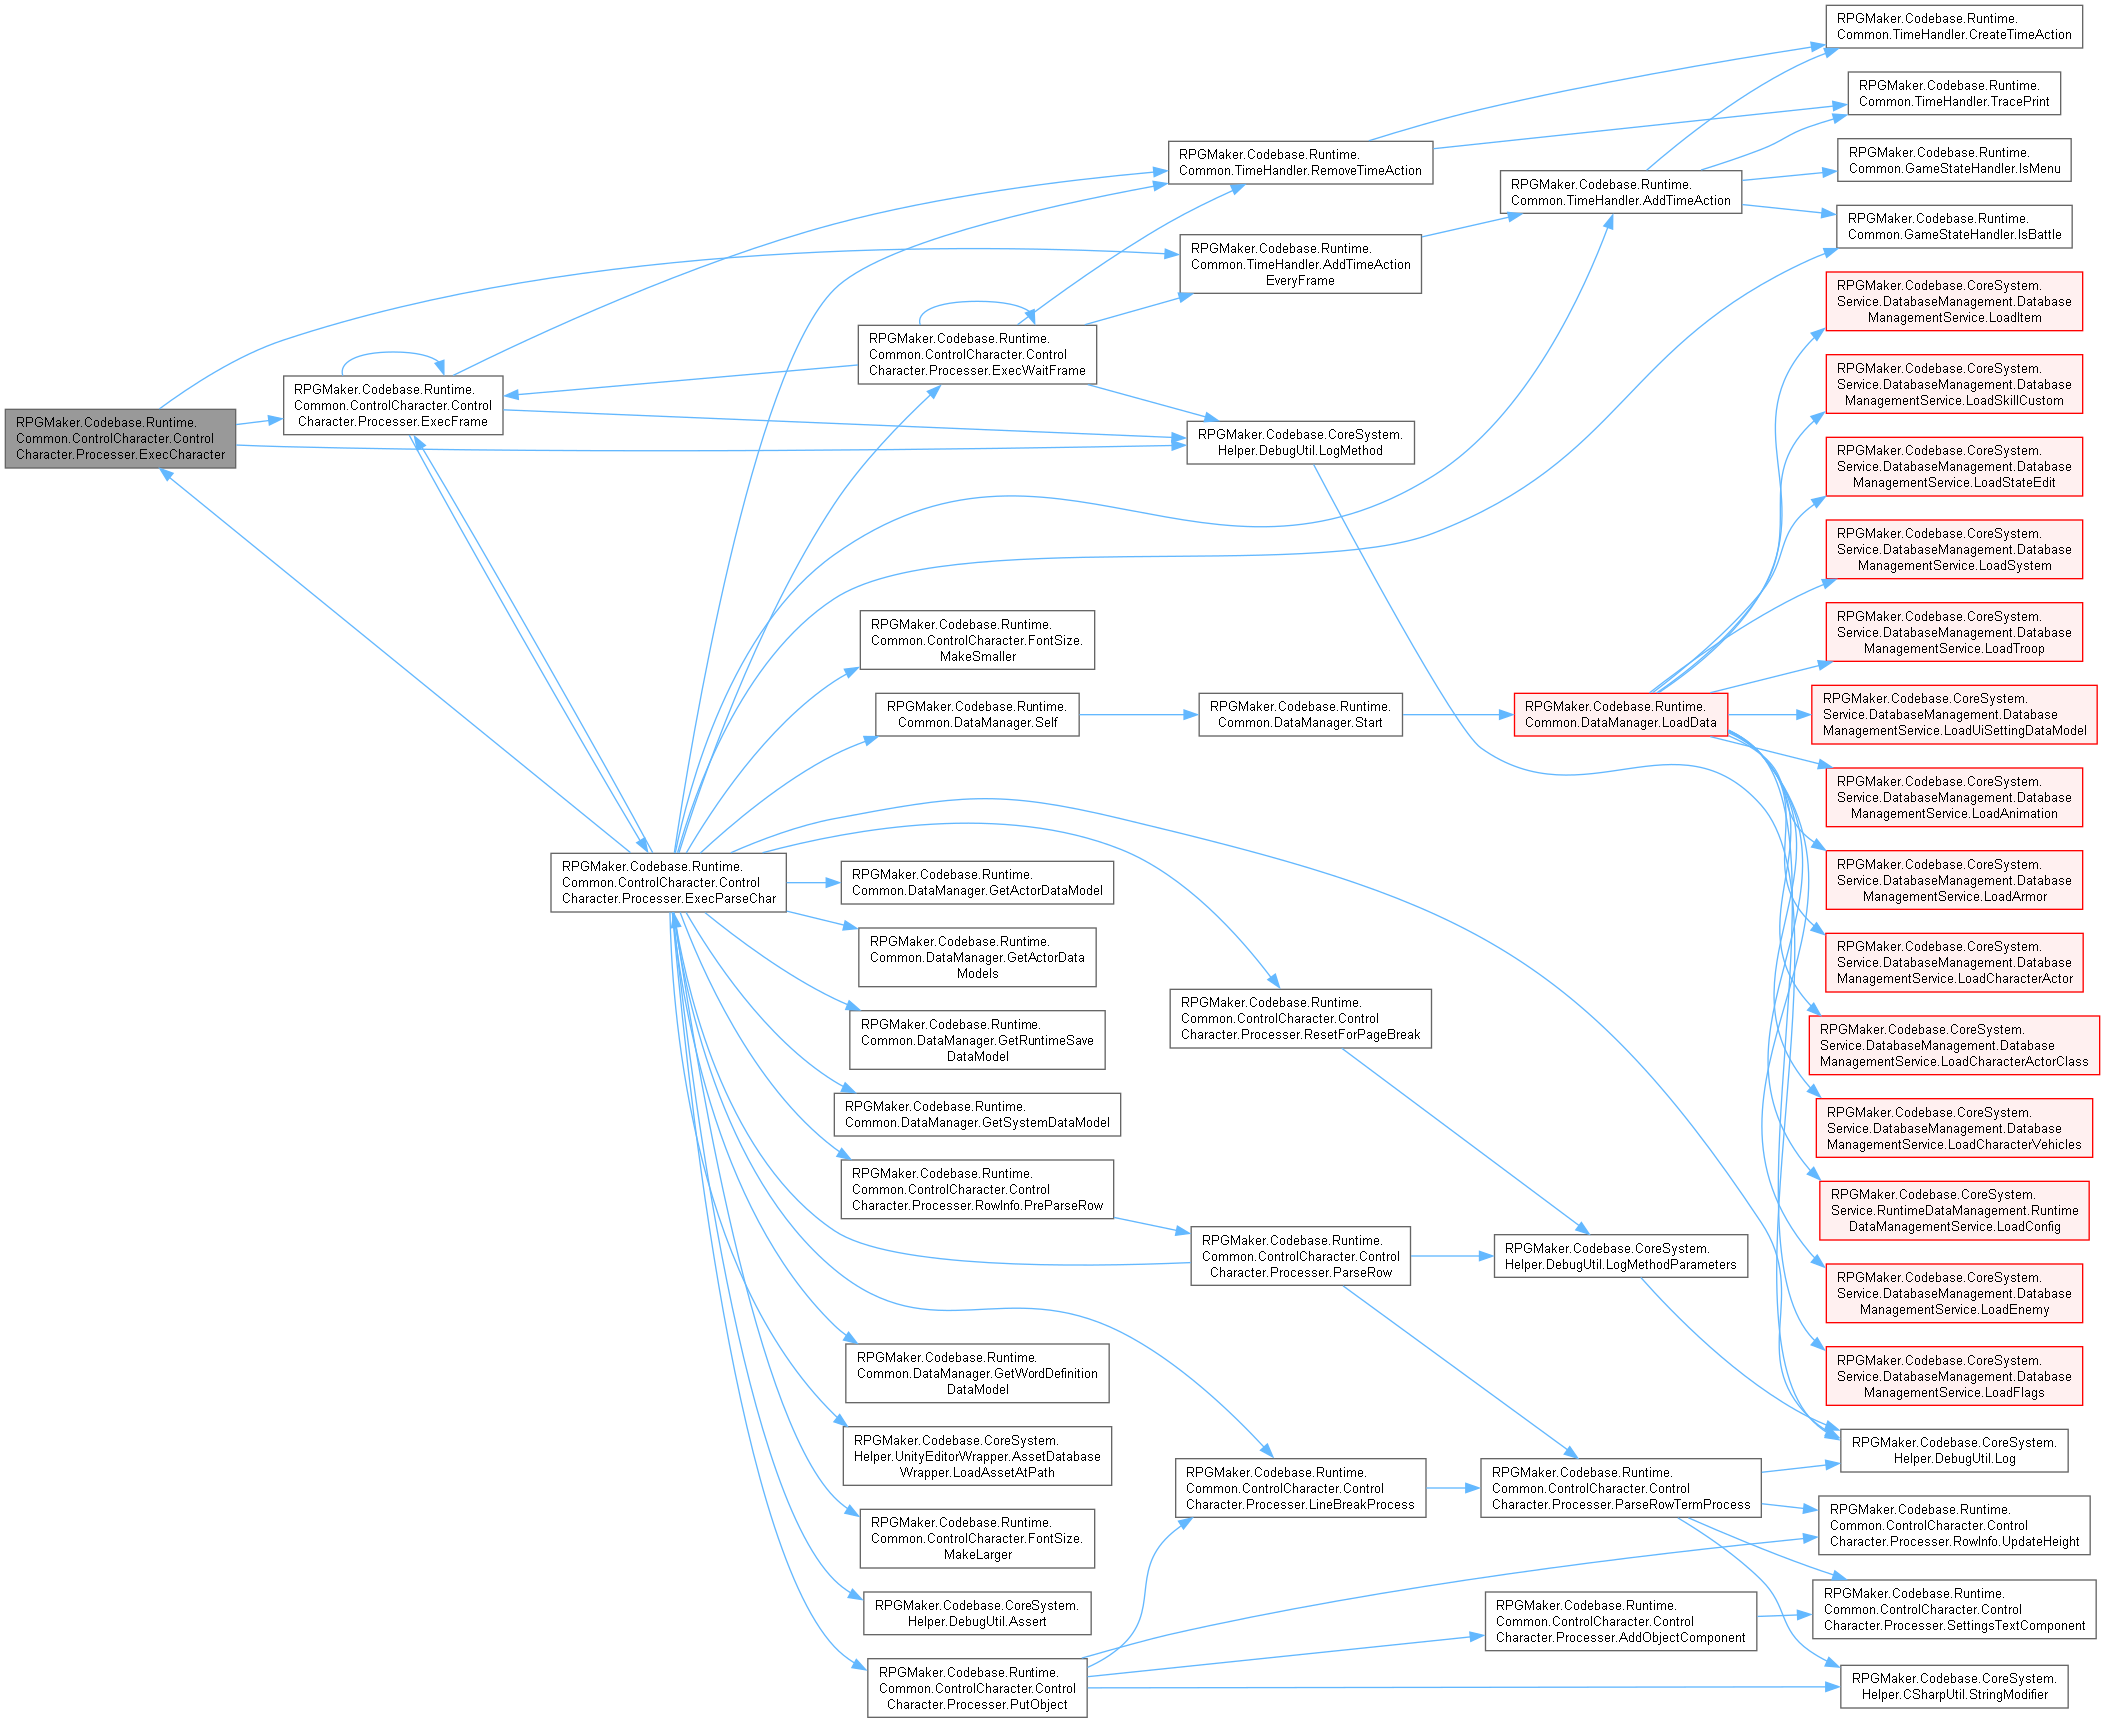 RPGMaker.Codebase.Runtime.
Common.ControlCharacter.Control
Character.Processer.ExecCharacter
RPGMaker.Codebase.Runtime.
Common.ControlCharacter.Control
Character.Processer.ExecFrame
RPGMaker.Codebase.Runtime.
Common.ControlCharacter.Control
Character.Processer.ExecParseChar
RPGMaker.Codebase.Runtime.
Common.ControlCharacter.Control
Character.Processer.ExecWaitFrame
RPGMaker.Codebase.Runtime.
Common.ControlCharacter.FontSize.
MakeSmaller
RPGMaker.Codebase.Runtime.
Common.DataManager.Self
RPGMaker.Codebase.Runtime.
Common.DataManager.GetActorDataModel
RPGMaker.Codebase.Runtime.
Common.DataManager.GetActorData
Models
RPGMaker.Codebase.Runtime.
Common.DataManager.GetRuntimeSave
DataModel
RPGMaker.Codebase.Runtime.
Common.DataManager.GetSystemDataModel
RPGMaker.Codebase.Runtime.
Common.ControlCharacter.Control
Character.Processer.RowInfo.PreParseRow
RPGMaker.Codebase.Runtime.
Common.DataManager.GetWordDefinition
DataModel
RPGMaker.Codebase.CoreSystem.
Helper.UnityEditorWrapper.AssetDatabase
Wrapper.LoadAssetAtPath
RPGMaker.Codebase.Runtime.
Common.ControlCharacter.FontSize.
MakeLarger
RPGMaker.Codebase.CoreSystem.
Helper.DebugUtil.Assert
RPGMaker.Codebase.Runtime.
Common.ControlCharacter.Control
Character.Processer.PutObject
RPGMaker.Codebase.Runtime.
Common.TimeHandler.RemoveTimeAction
RPGMaker.Codebase.Runtime.
Common.TimeHandler.AddTimeAction
EveryFrame
RPGMaker.Codebase.CoreSystem.
Helper.DebugUtil.LogMethod
RPGMaker.Codebase.Runtime.
Common.DataManager.Start
RPGMaker.Codebase.Runtime.
Common.ControlCharacter.Control
Character.Processer.ResetForPageBreak
RPGMaker.Codebase.Runtime.
Common.ControlCharacter.Control
Character.Processer.ParseRow
RPGMaker.Codebase.Runtime.
Common.ControlCharacter.Control
Character.Processer.LineBreakProcess
RPGMaker.Codebase.Runtime.
Common.TimeHandler.AddTimeAction
RPGMaker.Codebase.Runtime.
Common.DataManager.LoadData
RPGMaker.Codebase.CoreSystem.
Helper.DebugUtil.LogMethodParameters
RPGMaker.Codebase.Runtime.
Common.ControlCharacter.Control
Character.Processer.ParseRowTermProcess
RPGMaker.Codebase.Runtime.
Common.ControlCharacter.Control
Character.Processer.AddObjectComponent
RPGMaker.Codebase.Runtime.
Common.TimeHandler.CreateTimeAction
RPGMaker.Codebase.Runtime.
Common.TimeHandler.TracePrint
RPGMaker.Codebase.Runtime.
Common.GameStateHandler.IsMenu
RPGMaker.Codebase.Runtime.
Common.GameStateHandler.IsBattle
RPGMaker.Codebase.CoreSystem.
Service.DatabaseManagement.Database
ManagementService.LoadItem
RPGMaker.Codebase.CoreSystem.
Service.DatabaseManagement.Database
ManagementService.LoadSkillCustom
RPGMaker.Codebase.CoreSystem.
Service.DatabaseManagement.Database
ManagementService.LoadStateEdit
RPGMaker.Codebase.CoreSystem.
Service.DatabaseManagement.Database
ManagementService.LoadSystem
RPGMaker.Codebase.CoreSystem.
Service.DatabaseManagement.Database
ManagementService.LoadTroop
RPGMaker.Codebase.CoreSystem.
Service.DatabaseManagement.Database
ManagementService.LoadUiSettingDataModel
RPGMaker.Codebase.CoreSystem.
Service.DatabaseManagement.Database
ManagementService.LoadAnimation
RPGMaker.Codebase.CoreSystem.
Service.DatabaseManagement.Database
ManagementService.LoadArmor
RPGMaker.Codebase.CoreSystem.
Service.DatabaseManagement.Database
ManagementService.LoadCharacterActor
RPGMaker.Codebase.CoreSystem.
Service.DatabaseManagement.Database
ManagementService.LoadCharacterActorClass
RPGMaker.Codebase.CoreSystem.
Service.DatabaseManagement.Database
ManagementService.LoadCharacterVehicles
RPGMaker.Codebase.CoreSystem.
Service.RuntimeDataManagement.Runtime
DataManagementService.LoadConfig
RPGMaker.Codebase.CoreSystem.
Service.DatabaseManagement.Database
ManagementService.LoadEnemy
RPGMaker.Codebase.CoreSystem.
Service.DatabaseManagement.Database
ManagementService.LoadFlags
RPGMaker.Codebase.CoreSystem.
Helper.DebugUtil.Log
RPGMaker.Codebase.Runtime.
Common.ControlCharacter.Control
Character.Processer.RowInfo.UpdateHeight
RPGMaker.Codebase.Runtime.
Common.ControlCharacter.Control
Character.Processer.SettingsTextComponent
RPGMaker.Codebase.CoreSystem.
Helper.CSharpUtil.StringModifier